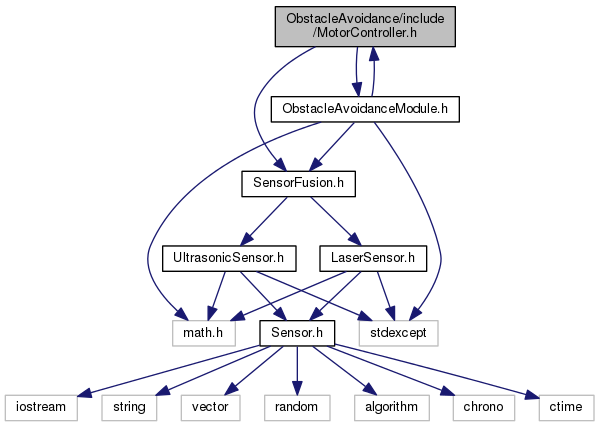 ObstacleAvoidance/include
/MotorController.h
ObstacleAvoidanceModule.h
SensorFusion.h
UltrasonicSensor.h
LaserSensor.h
math.h
Sensor.h
stdexcept
iostream
string
vector
random
algorithm
chrono
ctime